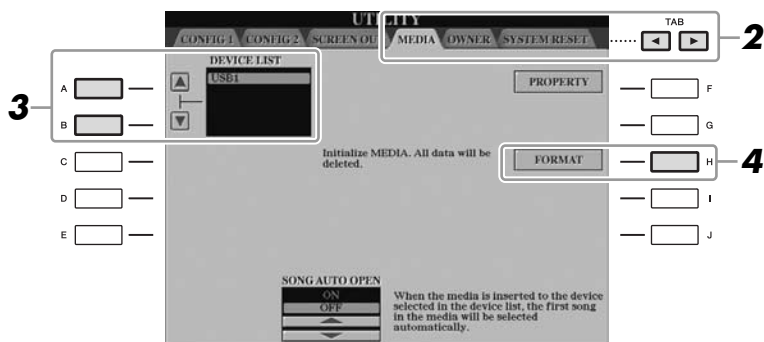 UTILITY
CONFIG 1 CONFIG 2 SCREEN OUT MEDIA OWNER SYSTEM RESET
TAB
2
DEVICE LIST
USB1
3
A
B
C
D
E
PROPERTY
F
G
Initialize MEDIA. All data will be
deleted.
FORMAT
H
4
I
J
SONG AUTO OPEN
ON
OFF
When the media is inserted to the device
selected in the device list, the first song
in the media will be selected
automatically.